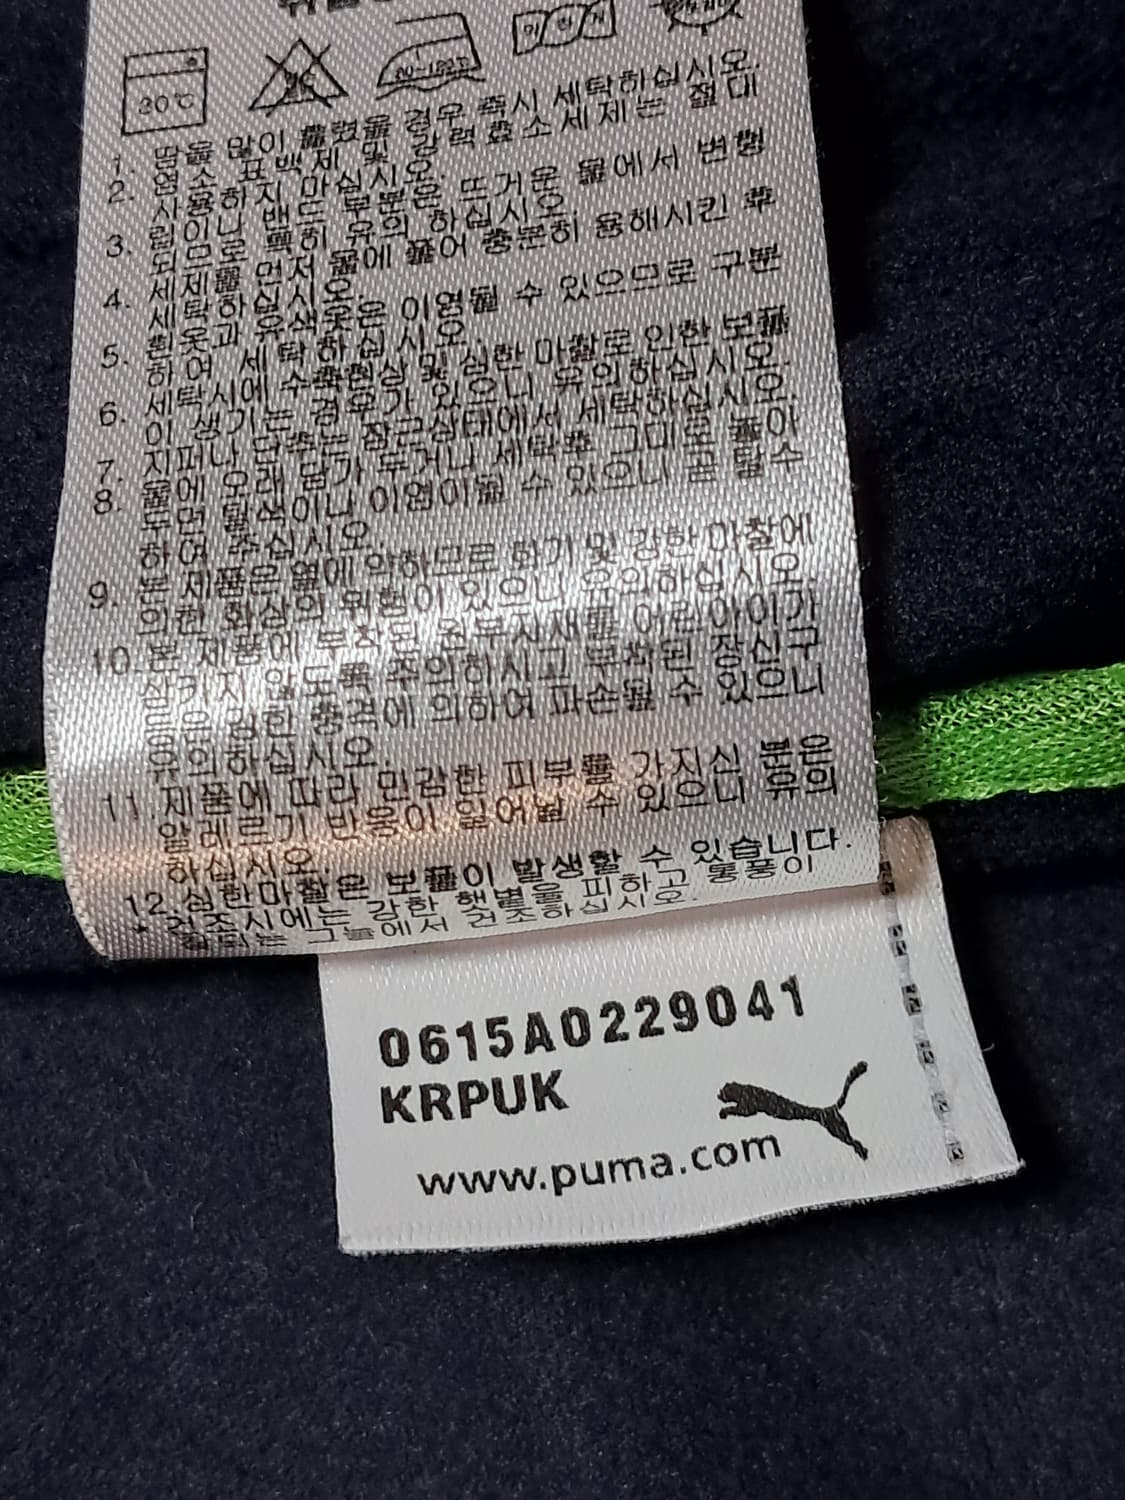 30℃
80~120℃
1. 땀을 많이 흘렸을 경우 즉시 세탁하십시오.
2. 염소 표백제 및 강력효소세제는 절대
사용하지 마십시오.
3. 립이나 밴드 부분은 뜨거운 물에서 변형
되므로 특히 유의 하십시오
4. 세제를 먼저 물에 풀어 충분히 용해시킨 후
세탁하십시오.
5. 흰옷과 유색옷은 이염될 수 있으므로 구분
하여 세탁하십시오
6. 세탁시에 수축현상 및 심한 마찰로 인한 보풀
이 생기는 경우가 있으니 유의하십시오.
7. 지퍼나 단추는 잠근상태에서 세탁하십시오.
8. 물에 오래 담가 두거나 세탁후 그대로 놓아
두면 탈색이나 이염이될 수 있으니 곧 탈수
하여 주십시오.
9. 본 제품은 열에 약하므로 한기 및 강한 마찰에
의한 화상의 위험이 있으니 유의하십시오.
10. 본 제품에 부착된 원부자재를 어린아이가
삼키지 않도록 주의하시고 부착된 장식구
등은 심한 충격에 의하여 파손될 수 있으니
유의하십시오.
11. 제품에 따라 민감한 피부를 가지신 분은
알레르기 반응이 일어날 수 있으니 유의
하십시오.
12. 심한마찰은 보풀이 발생할 수 있습니다.
* 건조시에는 강한 햇볕을 피하고 통풍이
잘되는 그늘에서 건조하십시오.
0615A0229041
KRPUK
www.puma.com